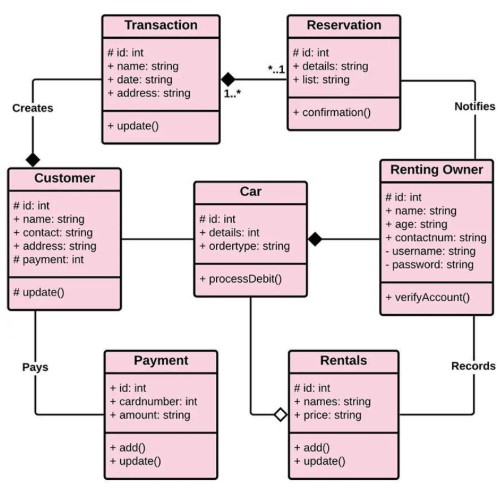 Transaction
# id: int
+ name: string
+ date: string
+ address: string
+ update()
Reservation
# id: int
+ details: string
+ list: string
+ confirmation()
*..1
1..*
Creates
Notifies
Customer
# id: int
+ name: string
+ contact: string
+ address: string
# payment: int
# update()
Car
# id: int
+ details: int
+ ordertype: string
+ processDebit()
Renting Owner
# id: int
+ name: string
+ age: string
+ contactnum: string
- username: string
- password: string
+ verifyAccount()
Pays
Records
Payment
+ id: int
+ cardnumber: int
+ amount: string
+ add()
+ update()
Rentals
# id: int
+ names: string
+ price: string
+ add()
+ update()